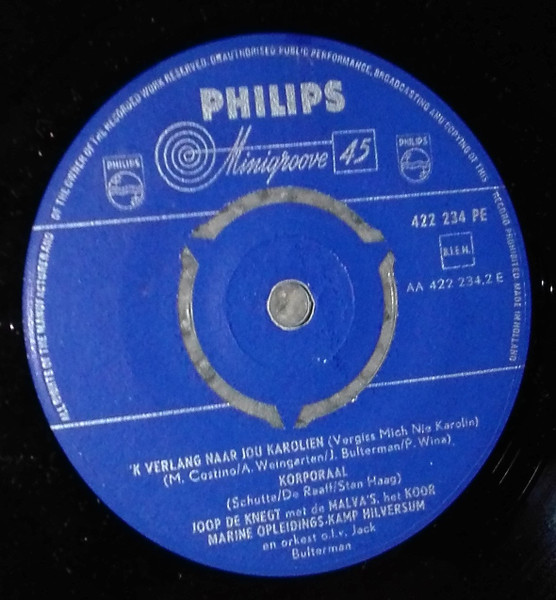 ALL RIGHTS OF THE MANUFACTURER AND OF THE OWNER OF THE RECORDED WORK RESERVED. UNAUTHORISED PUBLIC PERFORMANCE, BROADCASTING AND COPYING OF THIS RECORD PROHIBITED MADE IN HOLLAND
PHILIPS
PHILIPS
Minigroove 45
PHILIPS
422 234 PE
B.I.E.M.
AA 422 234.2 E
'K VERLANG NAAR JOU KAROLIEN (Vergiss Mich Nie Karolin)
(M. Costino/A. Weingarten/J. Bulterman/P. Wina)
KORPORAAL
(Schutte/De Raaff/Stan Haag)
JOOP DE KNEGT met de MALVA'S, het KOOR
MARINE OPLEIDINGS-KAMP HILVERSUM
en orkest o.l.v. Jack
Bulterman